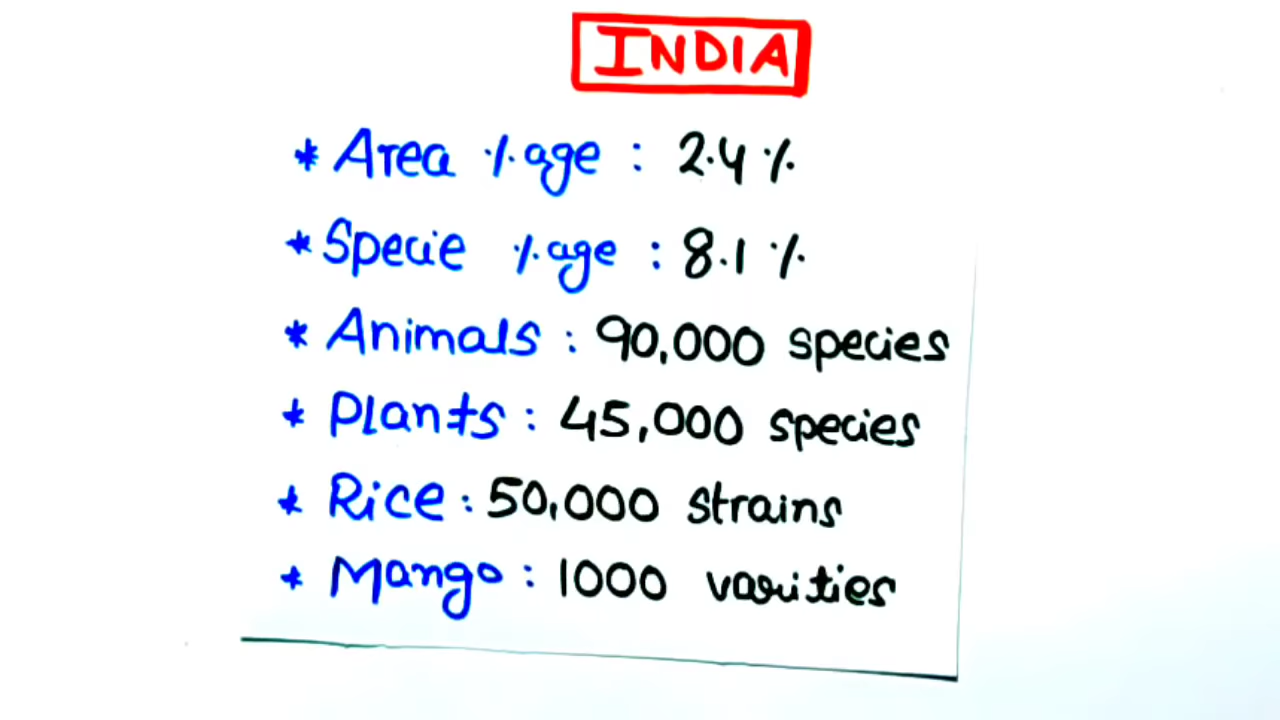 INDIA
* Area %age : 2.4 %
* Specie %age : 8.1 %
* Animals : 90,000 species
* Plants : 45,000 species
* Rice : 50,000 strains
* Mango : 1000 varities